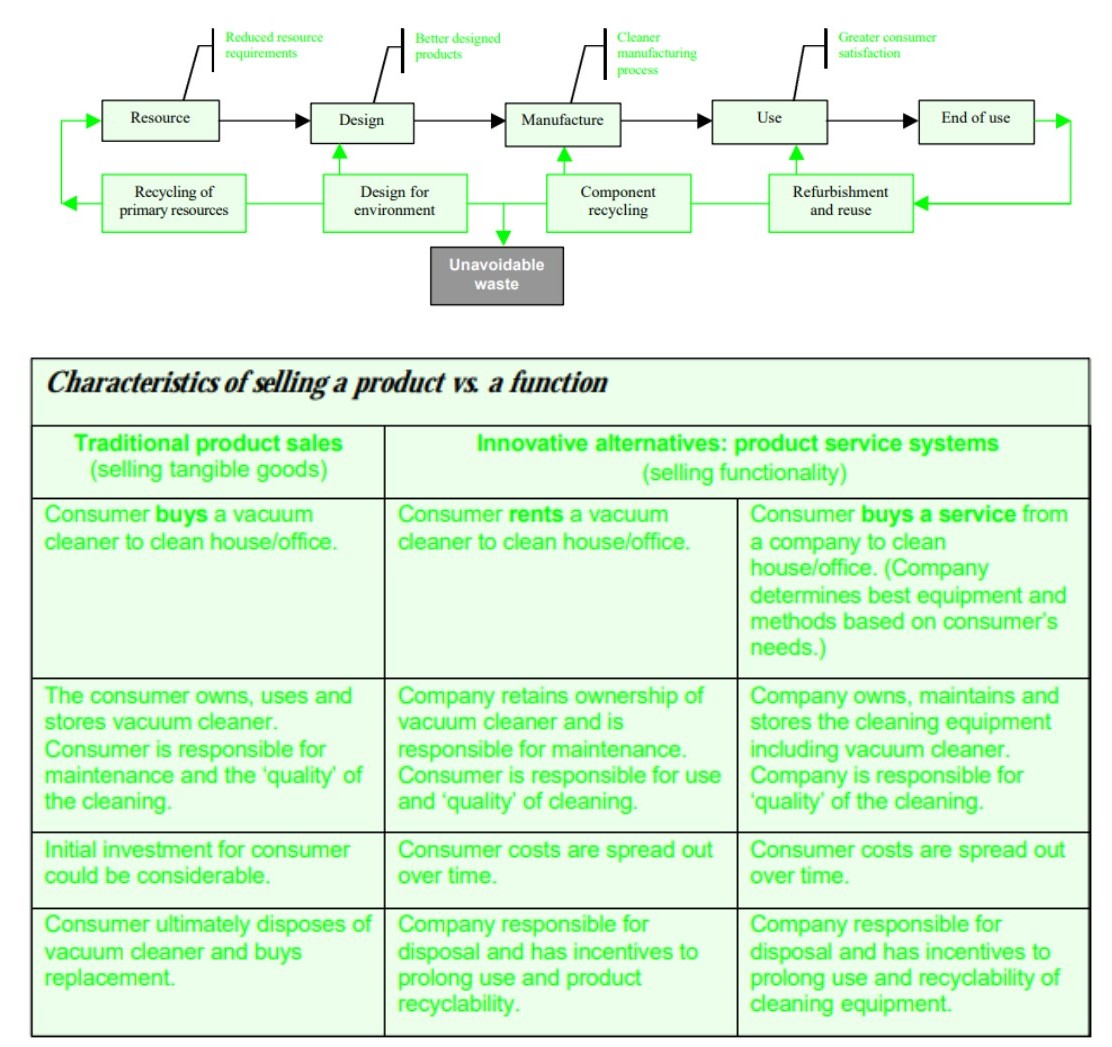 Reduced resource
requirements
Better designed
products
Cleaner
manufacturing
process
Greater consumer
satisfaction
Resource
Design
Manufacture
Use
End of use
Recycling of
primary resources
Design for
environment
Component
recycling
Refurbishment
and reuse
Unavoidable
waste
Characteristics of selling a product vs. a function
Traditional product sales
(selling tangible goods)
Innovative alternatives: product service systems
(selling functionality)
Consumer buys a vacuum
cleaner to clean house/office.
Consumer rents a vacuum
cleaner to clean house/office.
Consumer buys a service from
a company to clean
house/office. (Company
determines best equipment and
methods based on consumer's
needs.)
The consumer owns, uses and
stores vacuum cleaner.
Consumer is responsible for
maintenance and the 'quality' of
the cleaning.
Company retains ownership of
vacuum cleaner and is
responsible for maintenance.
Consumer is responsible for use
and 'quality' of cleaning.
Company owns, maintains and
stores the cleaning equipment
including vacuum cleaner.
Company is responsible for
'quality' of the cleaning.
Initial investment for consumer
could be considerable.
Consumer costs are spread out
over time.
Consumer costs are spread out
over time.
Consumer ultimately disposes of
vacuum cleaner and buys
replacement.
Company responsible for
disposal and has incentives to
prolong use and product
recyclability.
Company responsible for
disposal and has incentives to
prolong use and recyclability of
cleaning equipment.